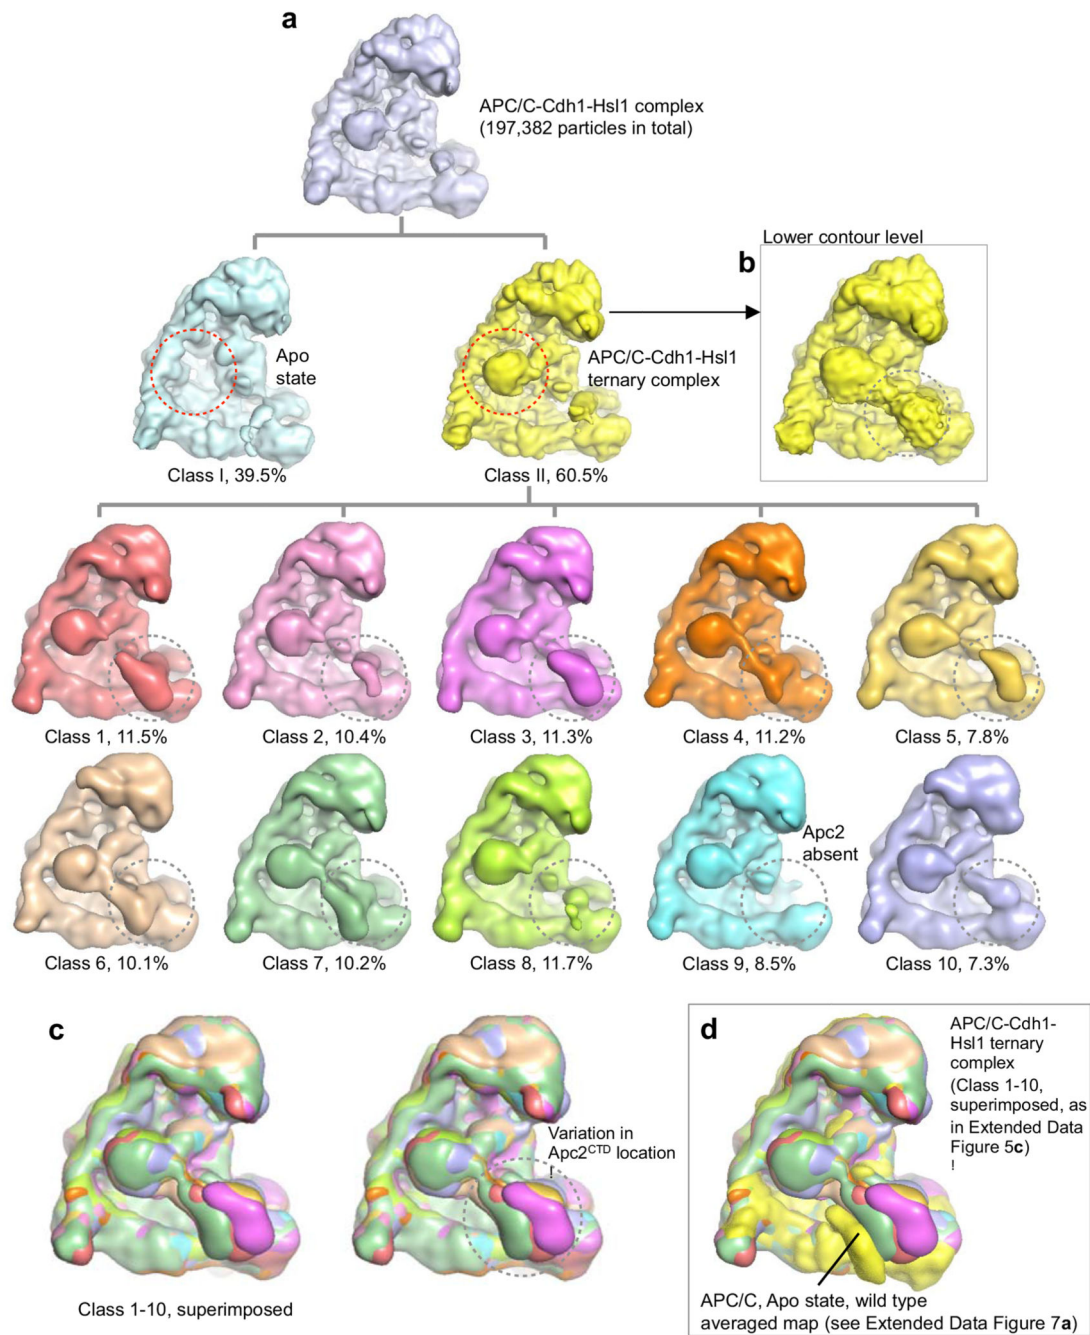 a
APC/C-Cdh1-Hsl1 complex
(197,382 particles in total)
Lower contour level
b
Apo
state
APC/C-Cdh1-Hsl1
ternary complex
Class I, 39.5%
Class II, 60.5%
Class 1, 11.5%
Class 2, 10.4%
Class 3, 11.3%
Class 4, 11.2%
Class 5, 7.8%
Apc2
absent
Class 6, 10.1%
Class 7, 10.2%
Class 8, 11.7%
Class 9, 8.5%
Class 10, 7.3%
c
Variation in
Apc2CTD location
!
Class 1-10, superimposed
d
APC/C-Cdh1-
Hsl1 ternary
complex
(Class 1-10,
superimposed, as
in Extended Data
Figure 5c)
!
APC/C, Apo state, wild type
averaged map (see Extended Data Figure 7a)